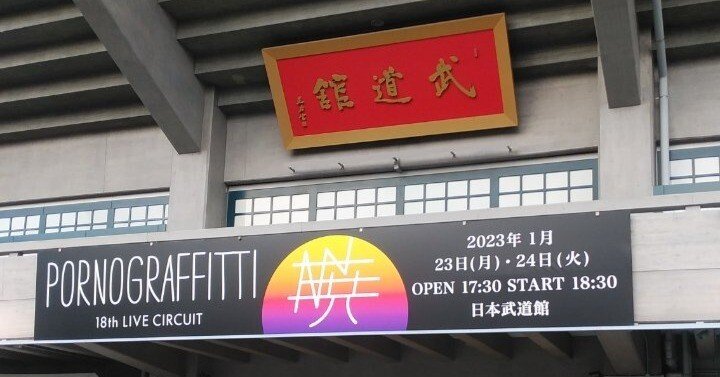 武道館
PORNOGRAFFITTI
18th LIVE CIRCUIT
暁
2023年 1月
23日(月)・24日(火)
OPEN 17:30 START 18:30
日本武道館